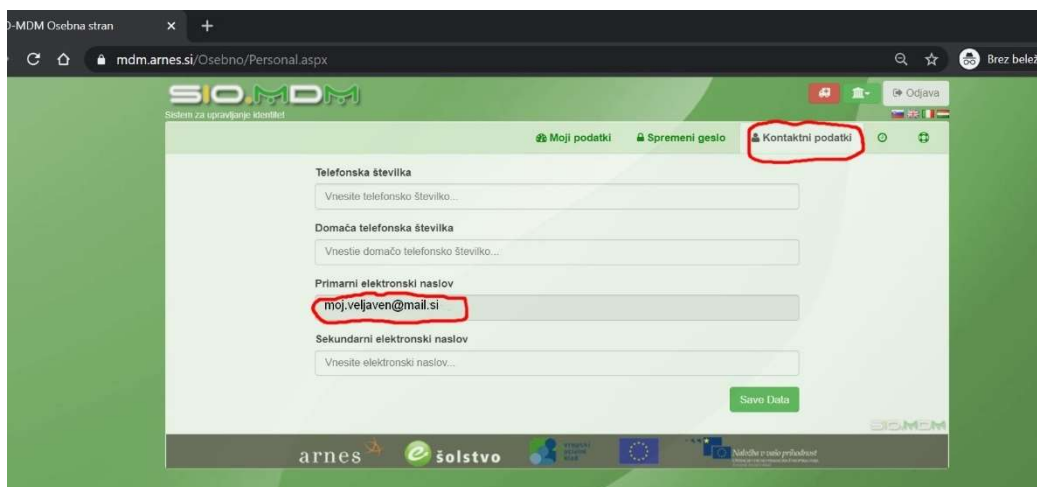 D-MDM Osebna stran × +
mdm.arnes.si/Osebno/Personal.aspx
Brez belež
SIO.MDM
Sistem za upravljanje identitet
Odjava
Moji podatki Spremeni geslo Kontaktni podatki
Telefonska številka
Vnesite telefonsko številko...
Domača telefonska številka
Vnestie domačo telefonsko številko...
Primarni elektronski naslov
moj.veljaven@mail.si
Sekundarni elektronski naslov
Vnesite elektronski naslov...
Save Data
SIO.MDM
arnes e šolstvo Naložba v vašo prihodnost